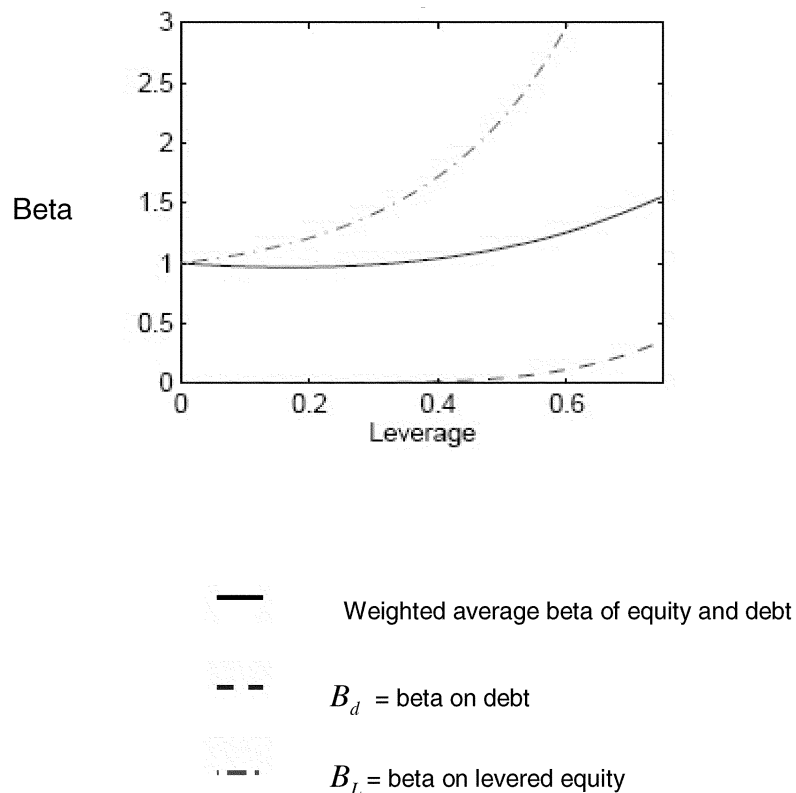 3
2.5
2
Beta
1.5
1
0.5
0
0 0.2 0.4 0.6
Leverage
Weighted average beta of equity and debt
B_d = beta on debt
B_L = beta on levered equity